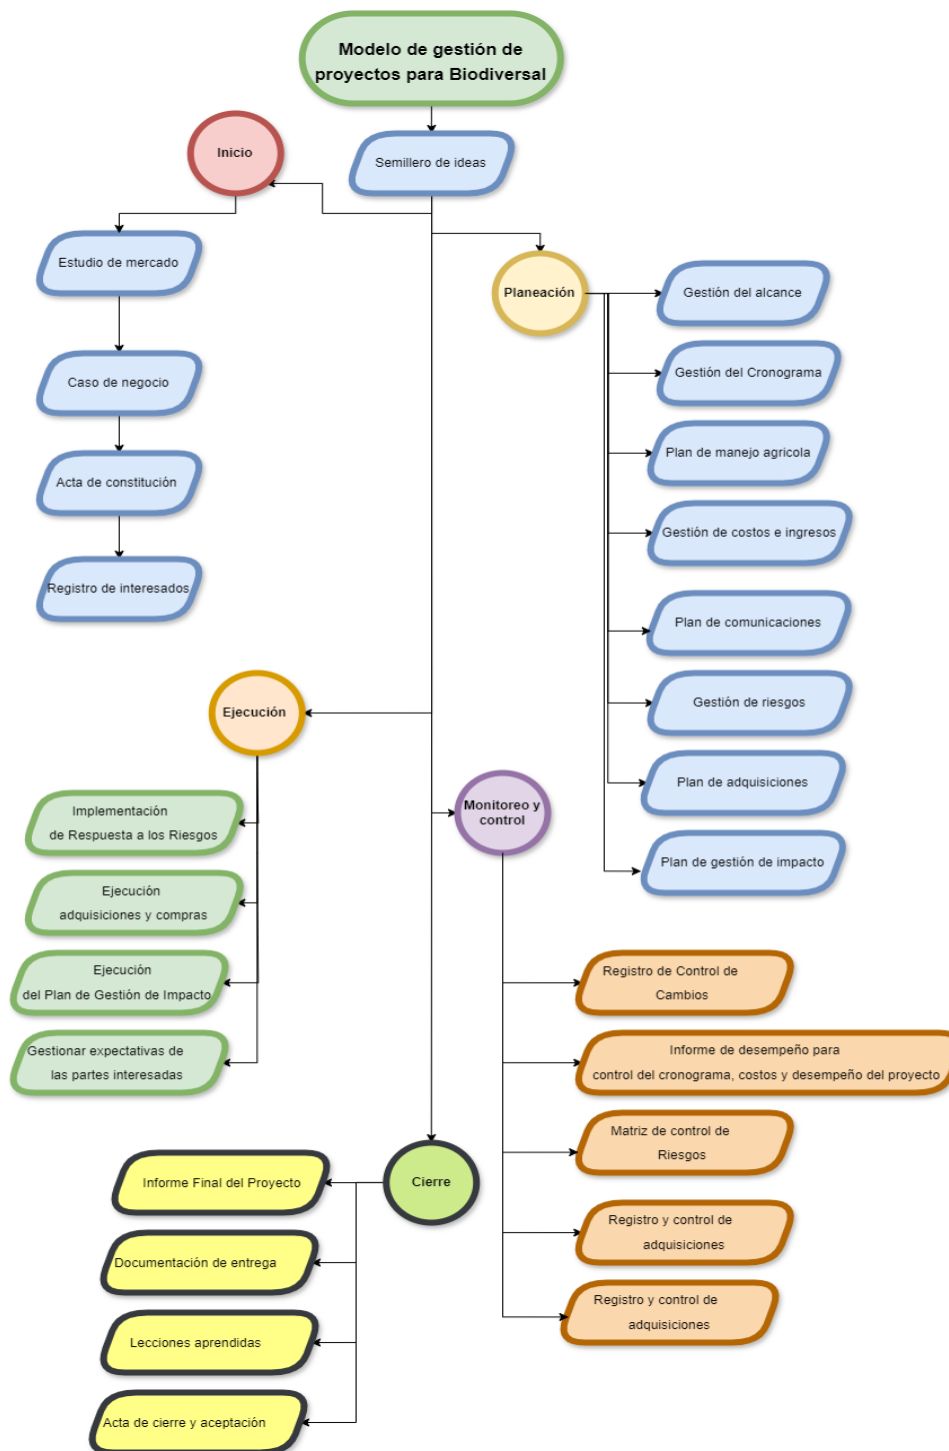 Modelo de gestión de
proyectos para Biodiversal
Semillero de ideas
Inicio
Estudio de mercado
Caso de negocio
Acta de constitución
Registro de interesados
Planeación
Gestión del alcance
Gestión del Cronograma
Plan de manejo agricola
Gestión de costos e ingresos
Plan de comunicaciones
Gestión de riesgos
Plan de adquisiciones
Plan de gestión de impacto
Ejecución
Implementación
de Respuesta a los Riesgos
Ejecución
adquisiciones y compras
Ejecución
del Plan de Gestión de Impacto
Gestionar expectativas de
las partes interesadas
Monitoreo y
control
Registro de Control de
Cambios
Informe de desempeño para
control del cronograma, costos y desempeño del proyecto
Matriz de control de
Riesgos
Registro y control de
adquisiciones
Registro y control de
adquisiciones
Cierre
Informe Final del Proyecto
Documentación de entrega
Lecciones aprendidas
Acta de cierre y aceptación